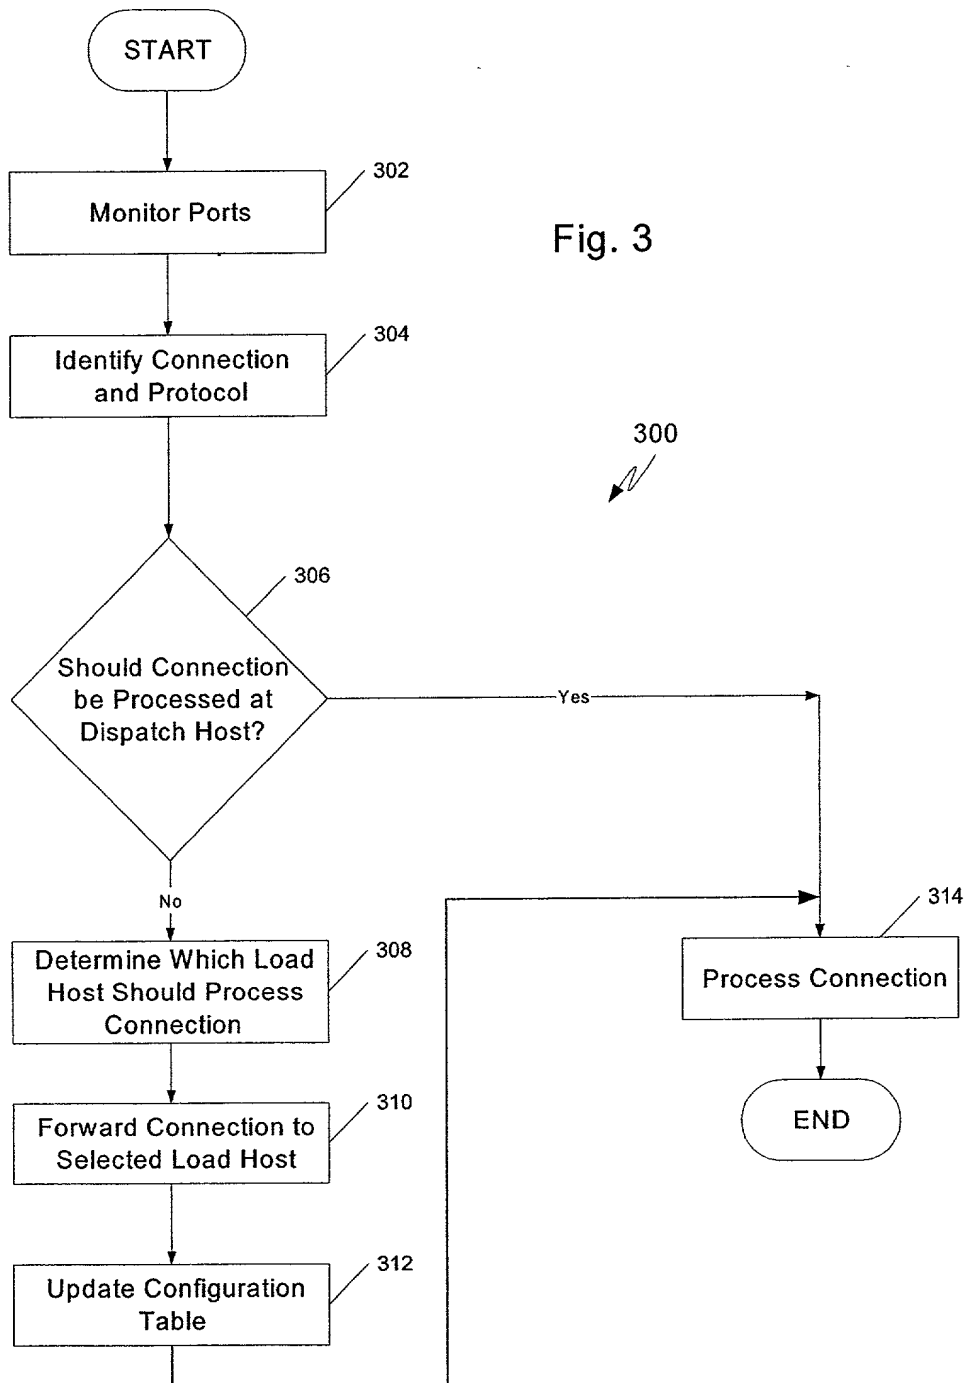 START
302
Monitor Ports
Fig. 3
304
Identify Connection
and Protocol
300
306
Should Connection
be Processed at
Dispatch Host?
Yes
No
314
308
Determine Which Load
Host Should Process
Connection
Process Connection
310
Forward Connection to
Selected Load Host
END
312
Update Configuration
Table